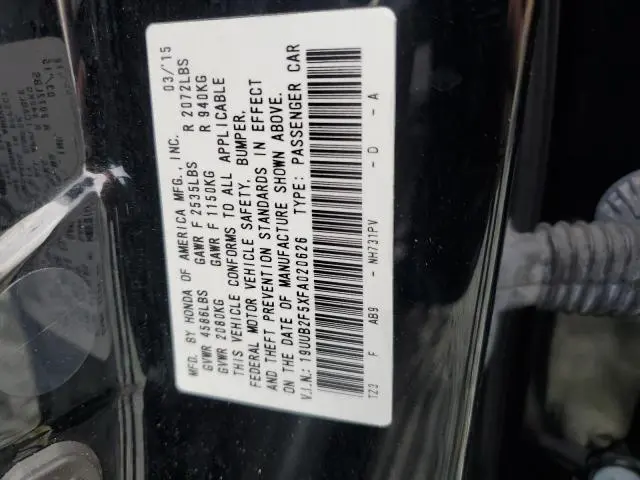 MFD. BY HONDA OF AMERICA MFG., INC. 03/'15
GVWR 4586LBS GAWR F 2535LBS R 2072LBS
GVWR 2080KG GAWR F 1150KG R 940KG
THIS VEHICLE CONFORMS TO ALL APPLICABLE
FEDERAL MOTOR VEHICLE SAFETY, BUMPER,
AND THEFT PREVENTION STANDARDS IN EFFECT
ON THE DATE OF MANUFACTURE SHOWN ABOVE.
V.I.N.: 19UUB2F5XFA020626 TYPE: PASSENGER CAR
TZ3 F AB9 - NH731PV - D - A